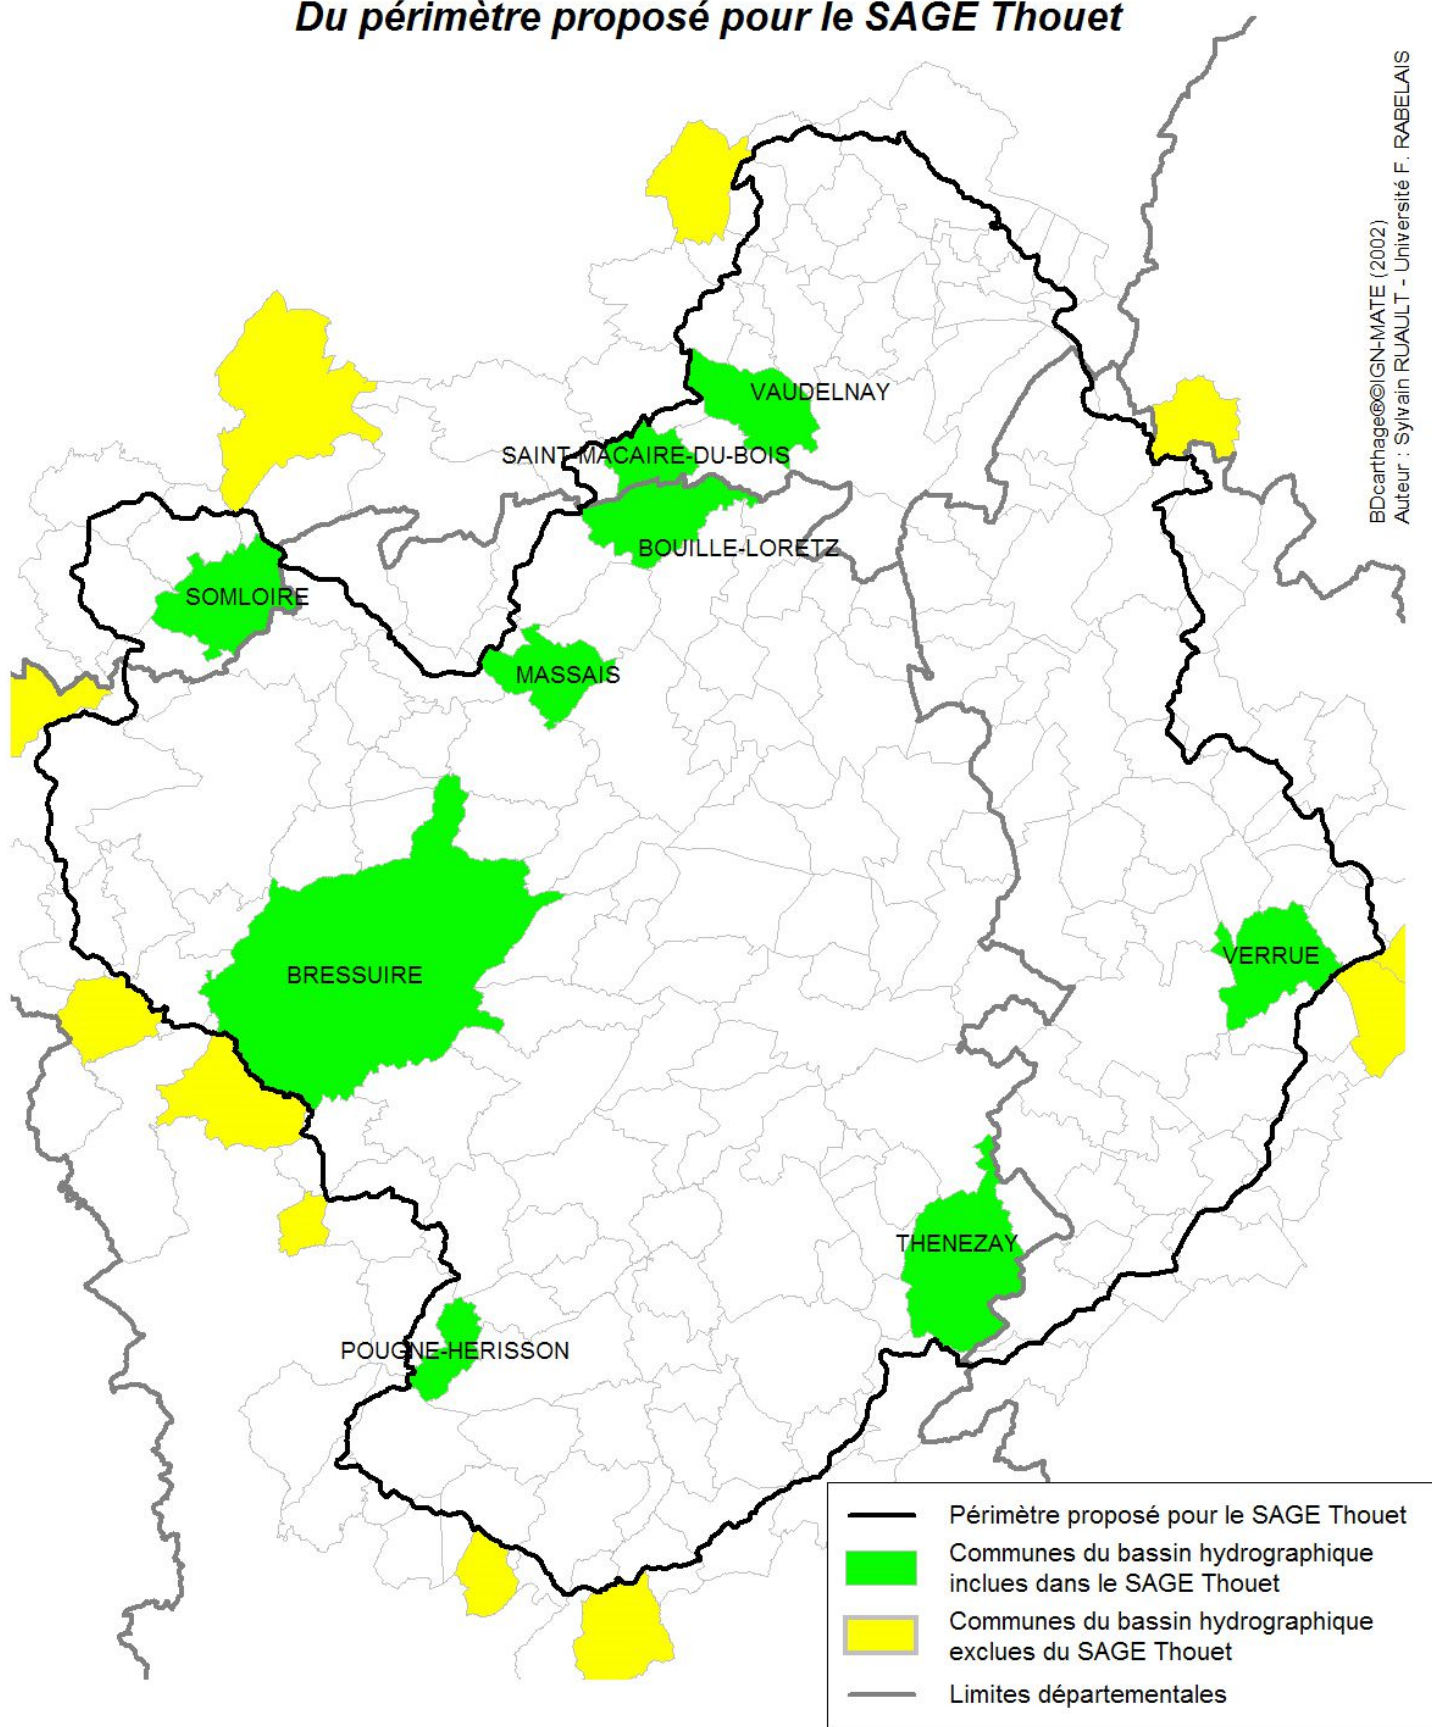 Du périmètre proposé pour le SAGE Thouet
BDcarthage®©IGN-MATE (2002)
Auteur : Sylvain RUAULT - Université F. RABELAIS
VAUDELNAY
SAINT-MACAIRE-DU-BOIS
BOUILLE-LORETZ
SOMLOIRE
MASSAIS
BRESSUIRE
VERRUE
THENEZAY
POUGNE-HERISSON
Périmètre proposé pour le SAGE Thouet
Communes du bassin hydrographique
inclues dans le SAGE Thouet
Communes du bassin hydrographique
exclues du SAGE Thouet
Limites départementales